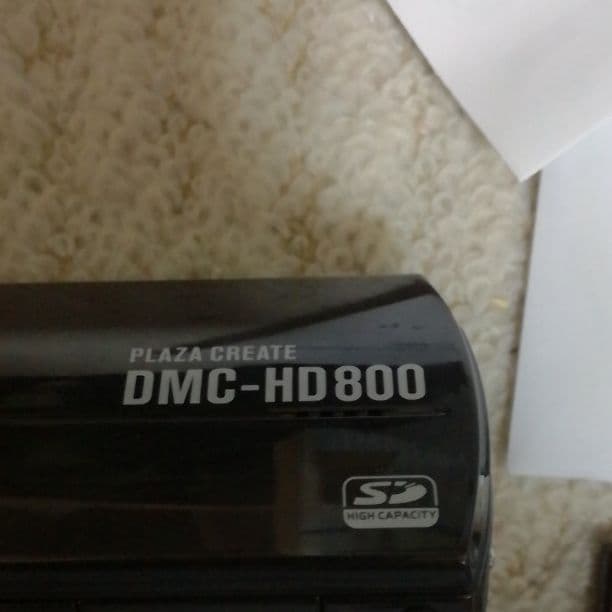 PLAZA CREATE
DMC-HD800
SD
HIGH CAPACITY